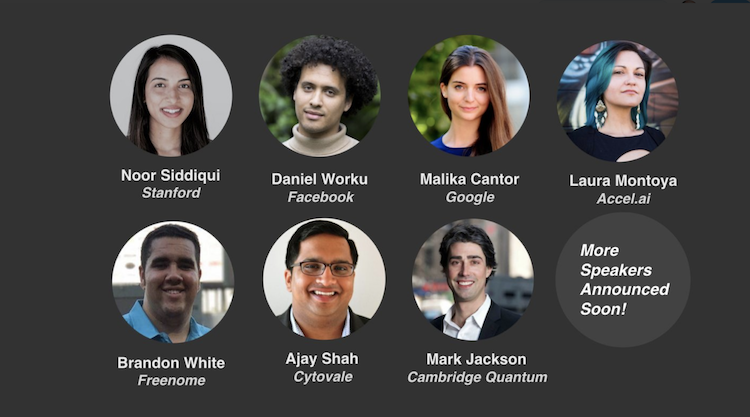 Noor Siddiqui
Stanford
Daniel Worku
Facebook
Malika Cantor
Google
Laura Montoya
Accel.ai
Brandon White
Freenome
Ajay Shah
Cytovale
Mark Jackson
Cambridge Quantum
More
Speakers
Announced
Soon!